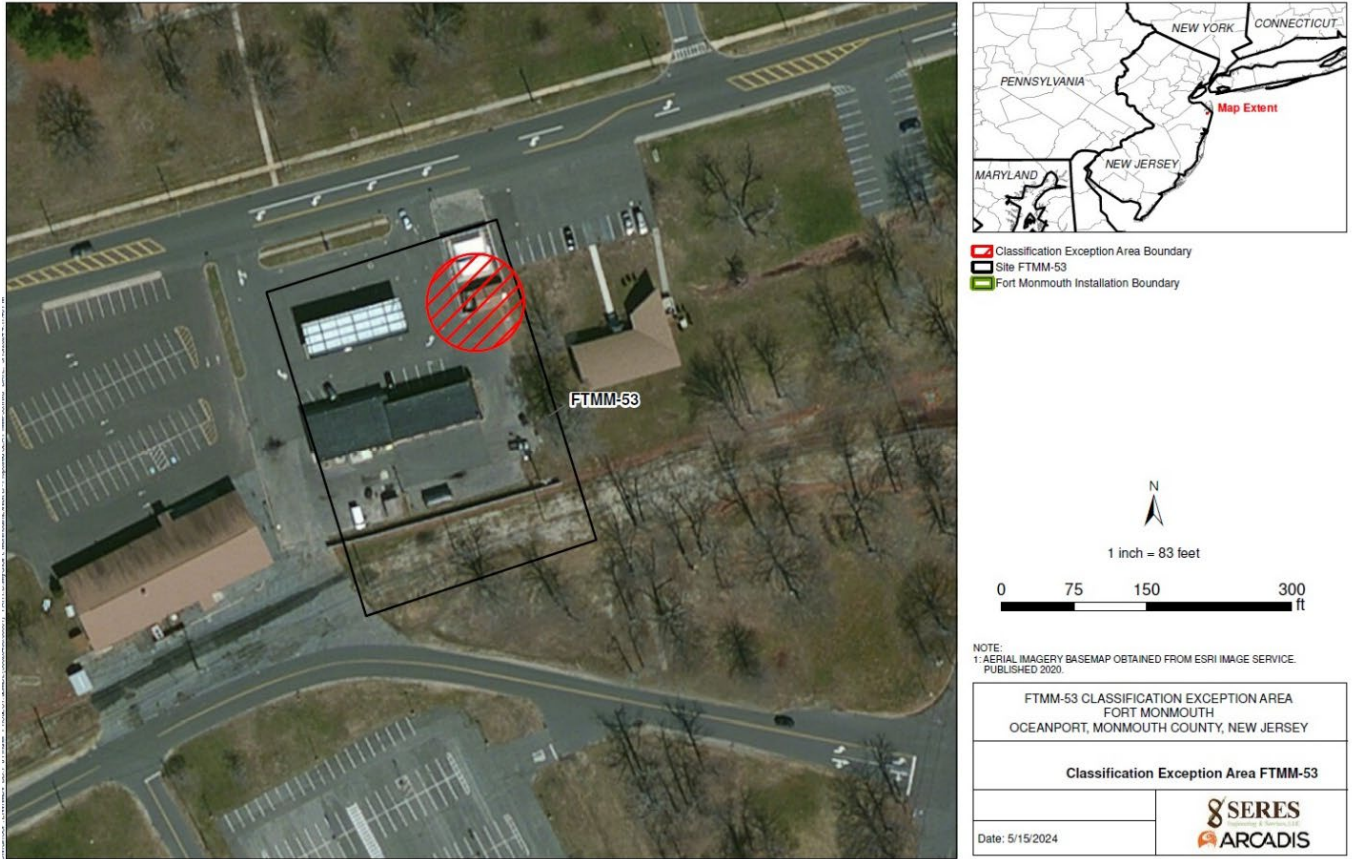 FTMM-53
NEW YORK
CONNECTICUT
PENNSYLVANIA
Map Extent
NEW JERSEY
MARYLAND
Classification Exception Area Boundary
Site FTMM-53
Fort Monmouth Installation Boundary
N
1 inch = 83 feet
0 75 150 300
ft
NOTE:
1: AERIAL IMAGERY BASEMAP OBTAINED FROM ESRI IMAGE SERVICE.
PUBLISHED 2020.
FTMM-53 CLASSIFICATION EXCEPTION AREA
FORT MONMOUTH
OCEANPORT, MONMOUTH COUNTY, NEW JERSEY
Classification Exception Area FTMM-53
Date: 5/15/2024
SERES
ARCADIS